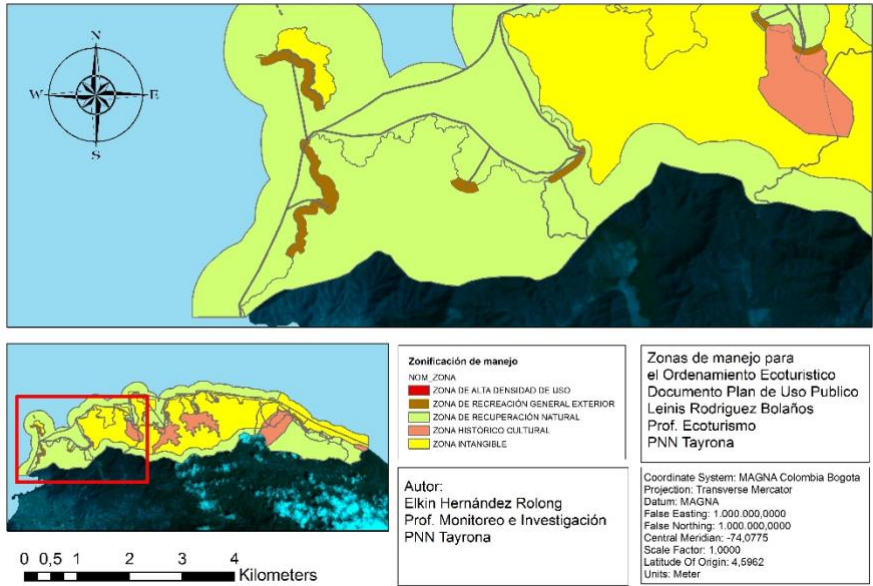 N
W E
S
Zonificación de manejo
NOM_ZONA
ZONA DE ALTA DENSIDAD DE USO
ZONA DE RECREACIÓN GENERAL EXTERIOR
ZONA DE RECUPERACIÓN NATURAL
ZONA HISTÓRICO CULTURAL
ZONA INTANGIBLE
Zonas de manejo para
el Ordenamiento Ecoturistico
Documento Plan de Uso Publico
Leinis Rodriguez Bolaños
Prof. Ecoturismo
PNN Tayrona
Autor:
Elkin Hernández Rolong
Prof. Monitoreo e Investigación
PNN Tayrona
Coordinate System: MAGNA Colombia Bogota
Projection: Transverse Mercator
Datum: MAGNA
False Easting: 1.000.000,0000
False Northing: 1.000.000,0000
Central Meridian: -74,0775
Scale Factor: 1,0000
Latitude Of Origin: 4,5962
Units: Meter
0 0,5 1 2 3 4
Kilometers